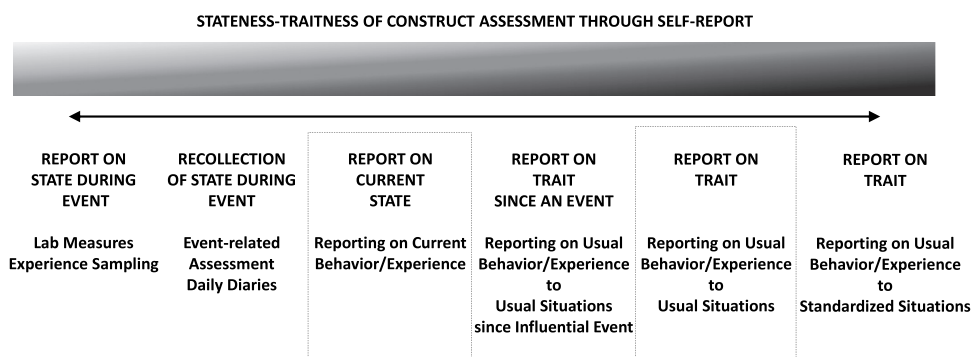 STATENESS-TRAITNESS OF CONSTRUCT ASSESSMENT THROUGH SELF-REPORT
REPORT ON
STATE DURING
EVENT
Lab Measures
Experience Sampling
RECOLLECTION
OF STATE DURING
EVENT
Event-related
Assessment
Daily Diaries
REPORT ON
CURRENT
STATE
Reporting on Current
Behavior/Experience
REPORT ON
TRAIT
SINCE AN EVENT
Reporting on Usual
Behavior/Experience
to
Usual Situations
since Influential Event
REPORT ON
TRAIT
Reporting on Usual
Behavior/Experience
to
Usual Situations
REPORT ON
TRAIT
Reporting on Usual
Behavior/Experience
to
Standardized Situations